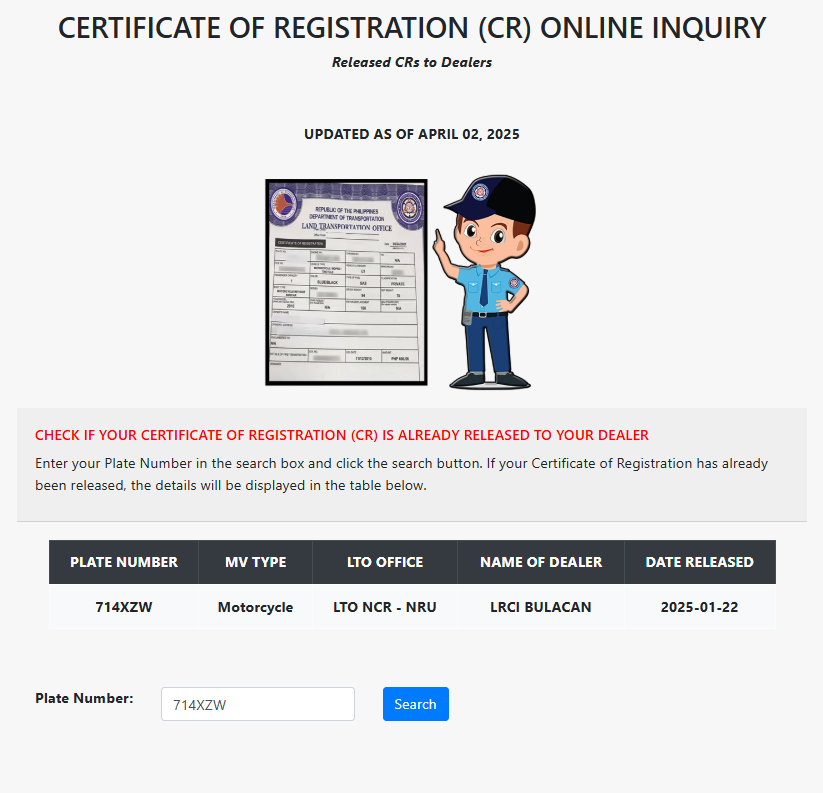 CERTIFICATE OF REGISTRATION (CR) ONLINE INQUIRY
Released CRs to Dealers
UPDATED AS OF APRIL 02, 2025
REPUBLIC OF THE PHILIPPINES
DEPARTMENT OF TRANSPORTATION
LAND TRANSPORTATION OFFICE
CERTIFICATE OF REGISTRATION
CHECK IF YOUR CERTIFICATE OF REGISTRATION (CR) IS ALREADY RELEASED TO YOUR DEALER
Enter your Plate Number in the search box and click the search button. If your Certificate of Registration has already
been released, the details will be displayed in the table below.
PLATE NUMBER MV TYPE LTO OFFICE NAME OF DEALER DATE RELEASED
714XZW Motorcycle LTO NCR - NRU LRCI BULACAN 2025-01-22
Plate Number: 714XZW Search